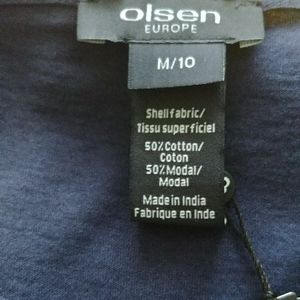 olsen
EUROPE
M/10
Shell fabric/
Tissu superficiel
50%Cotton/
Coton
50%Modal/
Modal
Made in India
Fabrique en Inde